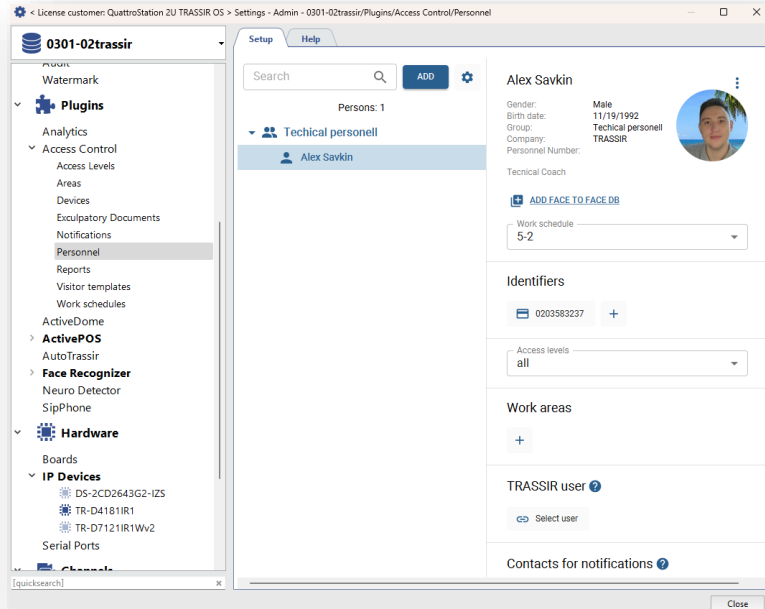 < License customer: QuattroStation 2U TRASSIR OS > Settings - Admin - 0301-02trassir/Plugins/Access Control/Personnel
0301-02trassir
Audit
Watermark
Plugins
Analytics
Access Control
Access Levels
Areas
Devices
Exculpatory Documents
Notifications
Personnel
Reports
Visitor templates
Work schedules
ActiveDome
ActivePOS
AutoTrassir
Face Recognizer
Neuro Detector
SipPhone
Hardware
Boards
IP Devices
DS-2CD2643G2-IZS
TR-D4181IR1
TR-D7121IR1Wv2
Serial Ports
Channels
[quicksearch]
Setup
Help
Search
ADD
Persons: 1
Techical personell
Alex Savkin
Alex Savkin
Gender: Male
Birth date: 11/19/1992
Group: Techical personell
Company: TRASSIR
Personnel Number:
Tecnical Coach
ADD FACE TO FACE DB
Work schedule
5-2
Identifiers
0203583237
Access levels
all
Work areas
TRASSIR user
Select user
Contacts for notifications
Close